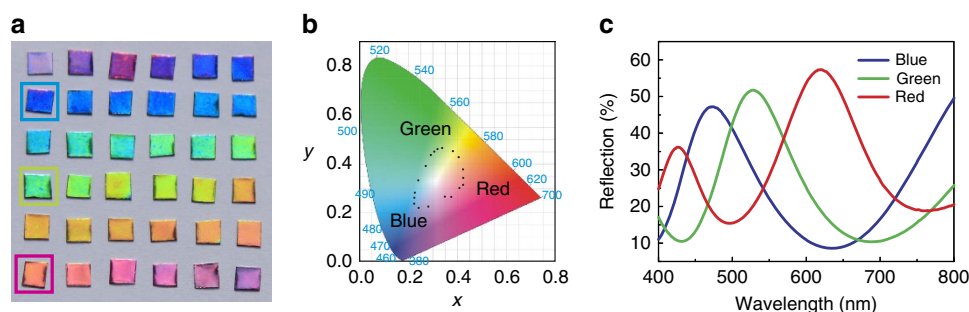 a
b
c
0.8
0.6
0.4
0.2
0.0
y
0.0 0.2 0.4 0.6 0.8
x
520
540
560
580
600
620
700
500
490
480
470
460
380
Green
Red
Blue
60
50
40
30
20
10
Reflection (%)
Blue
Green
Red
400 500 600 700 800
Wavelength (nm)